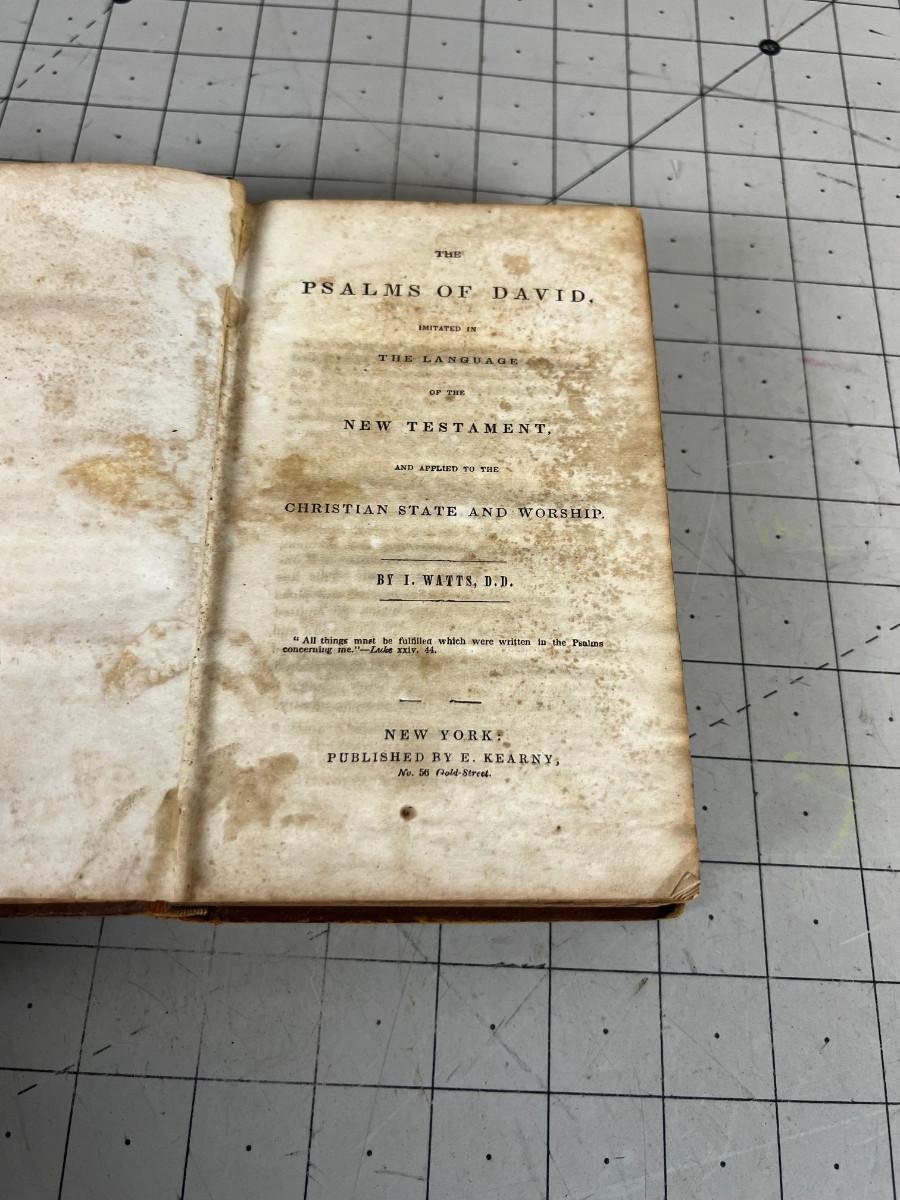 THE
PSALMS OF DAVID,
IMITATED IN
THE LANGUAGE
OF THE
NEW TESTAMENT,
AND APPLIED TO THE
CHRISTIAN STATE AND WORSHIP.
BY I. WATTS, D.D.
“All things must be fulfilled which were written in the Psalms
concerning me.”—Luke xxiv. 44.
NEW YORK:
PUBLISHED BY E. KEARNY,
No. 56 Gold-Street.